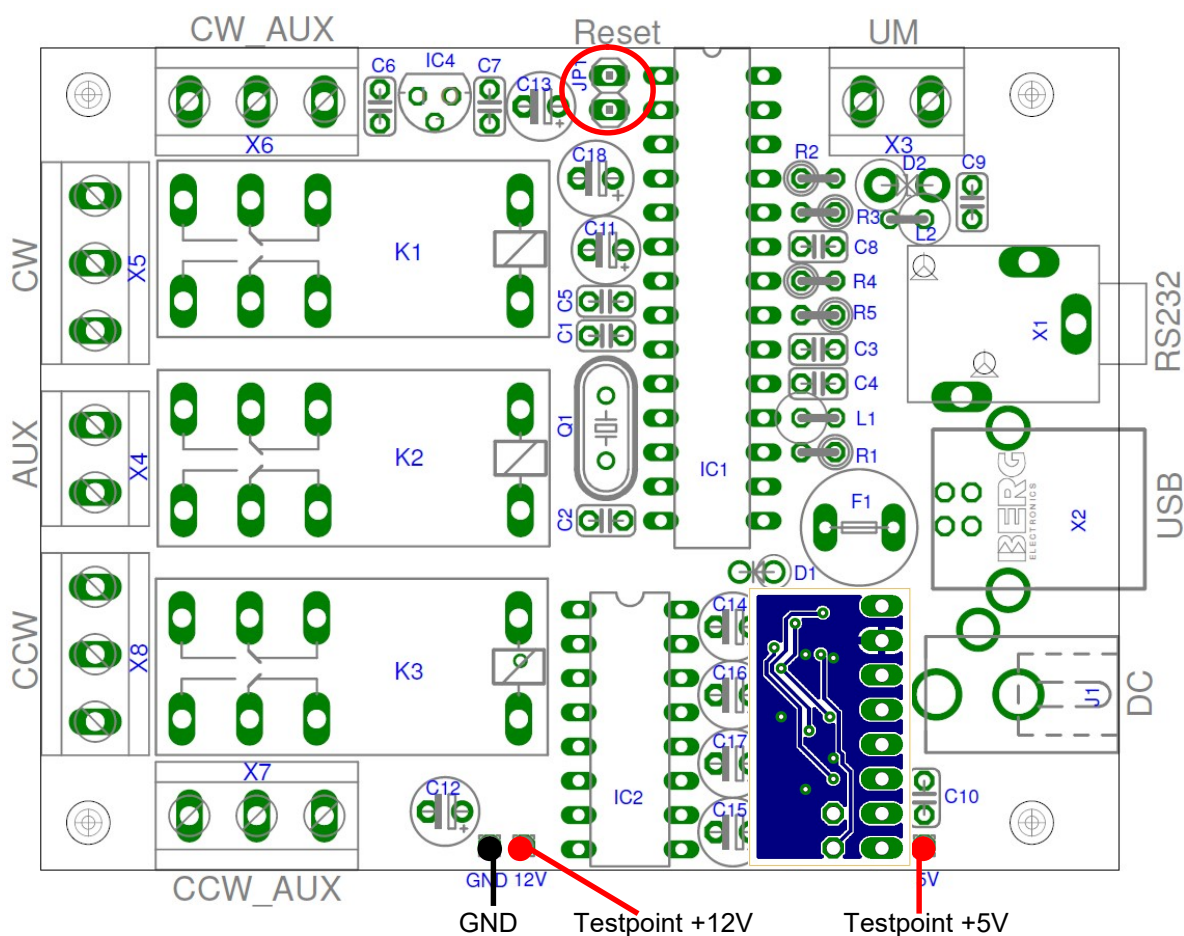 CW_AUX
Reset
UM
C6
IC4
C7
C13
JP1
X6
X3
C18
R2
D2
C9
R3
L2
CW
X5
K1
C11
C8
R4
C5
R5
X1
RS232
C1
C3
C4
AUX
X4
K2
Q1
L1
IC1
R1
C2
F1
BERG
ELECTRONICS
X2
USB
D1
CCW
X8
K3
C14
C16
J1
DC
X7
C12
C17
IC2
C15
C10
GND 12V
5V
CCW_AUX
GND
Testpoint +12V
Testpoint +5V